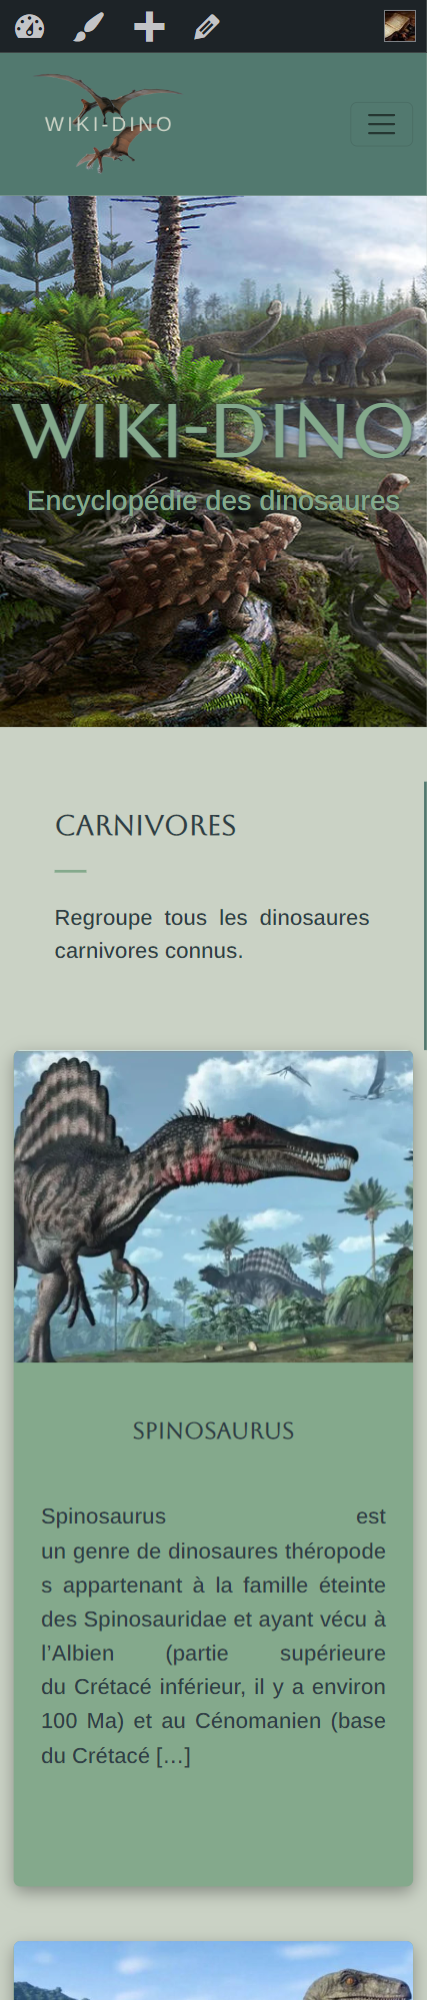 WIKI-DINO
WIKI-DINO
Encyclopédie des dinosaures
CARNIVORES
Regroupe tous les dinosaures
carnivores connus.
SPINOSAURUS
Spinosaurus est
un genre de dinosaures théropode
s appartenant à la famille éteinte
des Spinosauridae et ayant vécu à
l’Albien (partie supérieure
du Crétacé inférieur, il y a environ
100 Ma) et au Cénomanien (base
du Crétacé […]